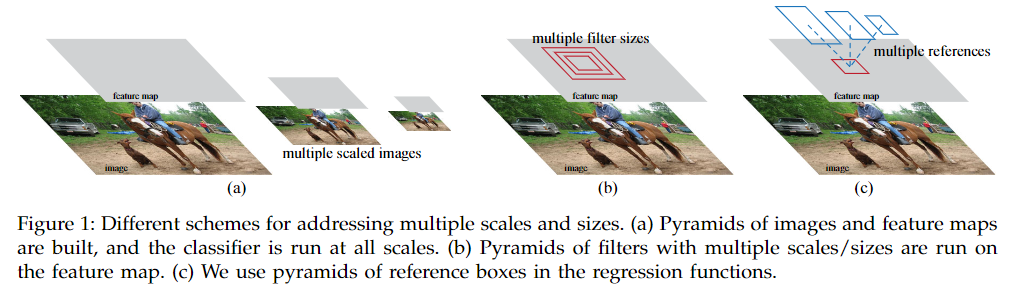 multiple filter sizes
multiple references
feature map
feature map
feature map
multiple scaled images
image
image
image
(a)
(b)
(c)
Figure 1: Different schemes for addressing multiple scales and sizes. (a) Pyramids of images and feature maps
are built, and the classifier is run at all scales. (b) Pyramids of filters with multiple scales/sizes are run on
the feature map. (c) We use pyramids of reference boxes in the regression functions.